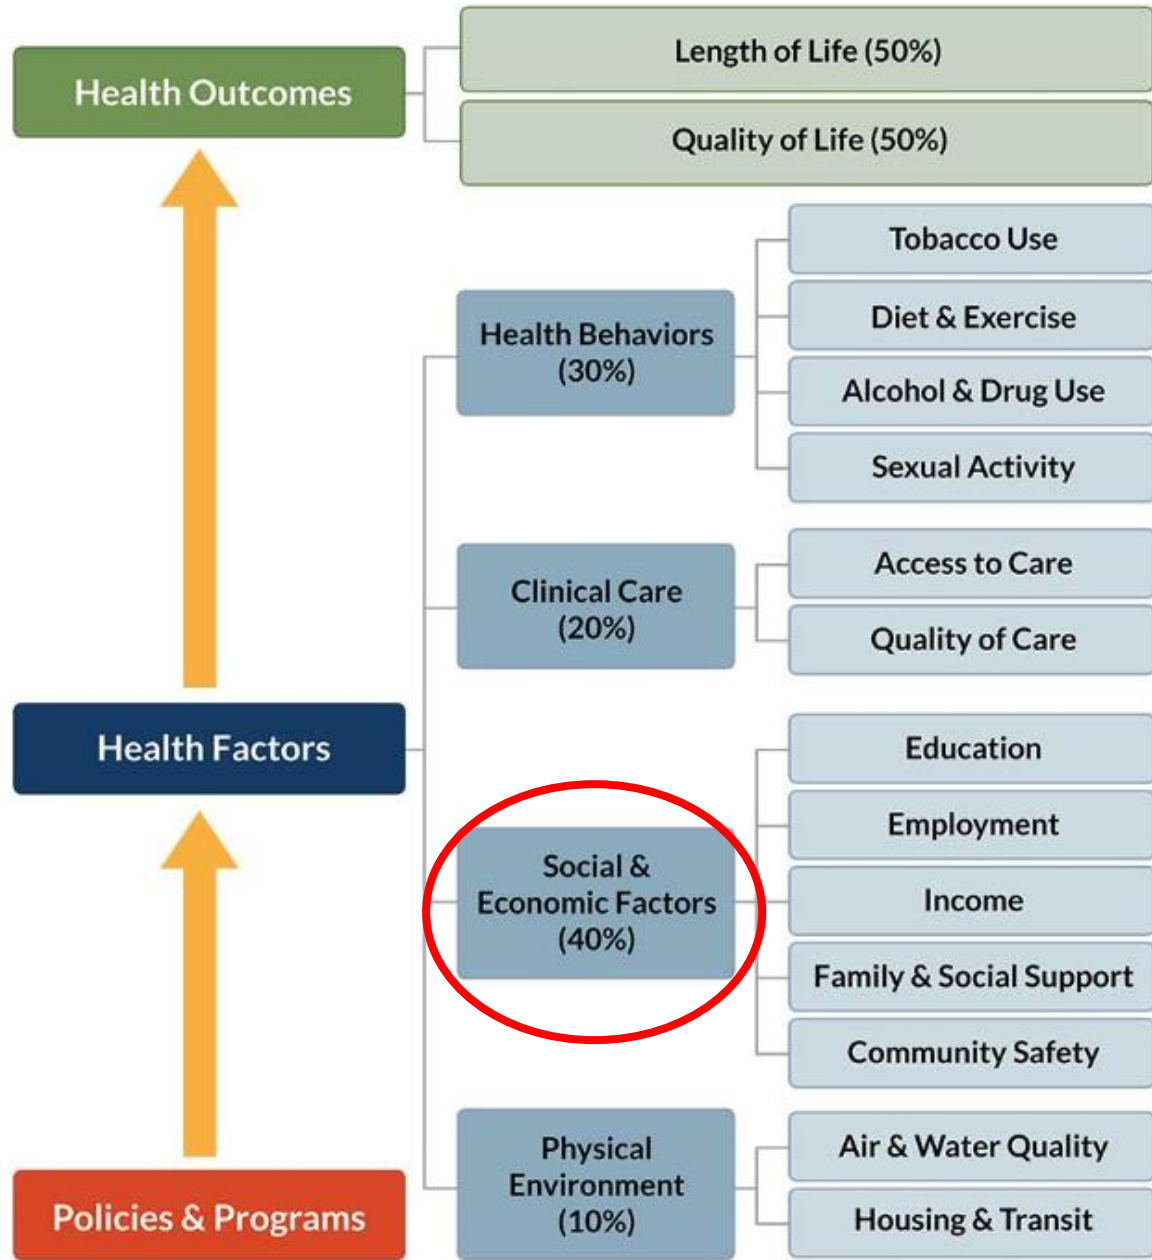 Health Outcomes
Length of Life (50%)
Quality of Life (50%)
Health Factors
Health Behaviors
(30%)
Tobacco Use
Diet & Exercise
Alcohol & Drug Use
Sexual Activity
Clinical Care
(20%)
Access to Care
Quality of Care
Social &
Economic Factors
(40%)
Education
Employment
Income
Family & Social Support
Community Safety
Physical
Environment
(10%)
Air & Water Quality
Housing & Transit
Policies & Programs